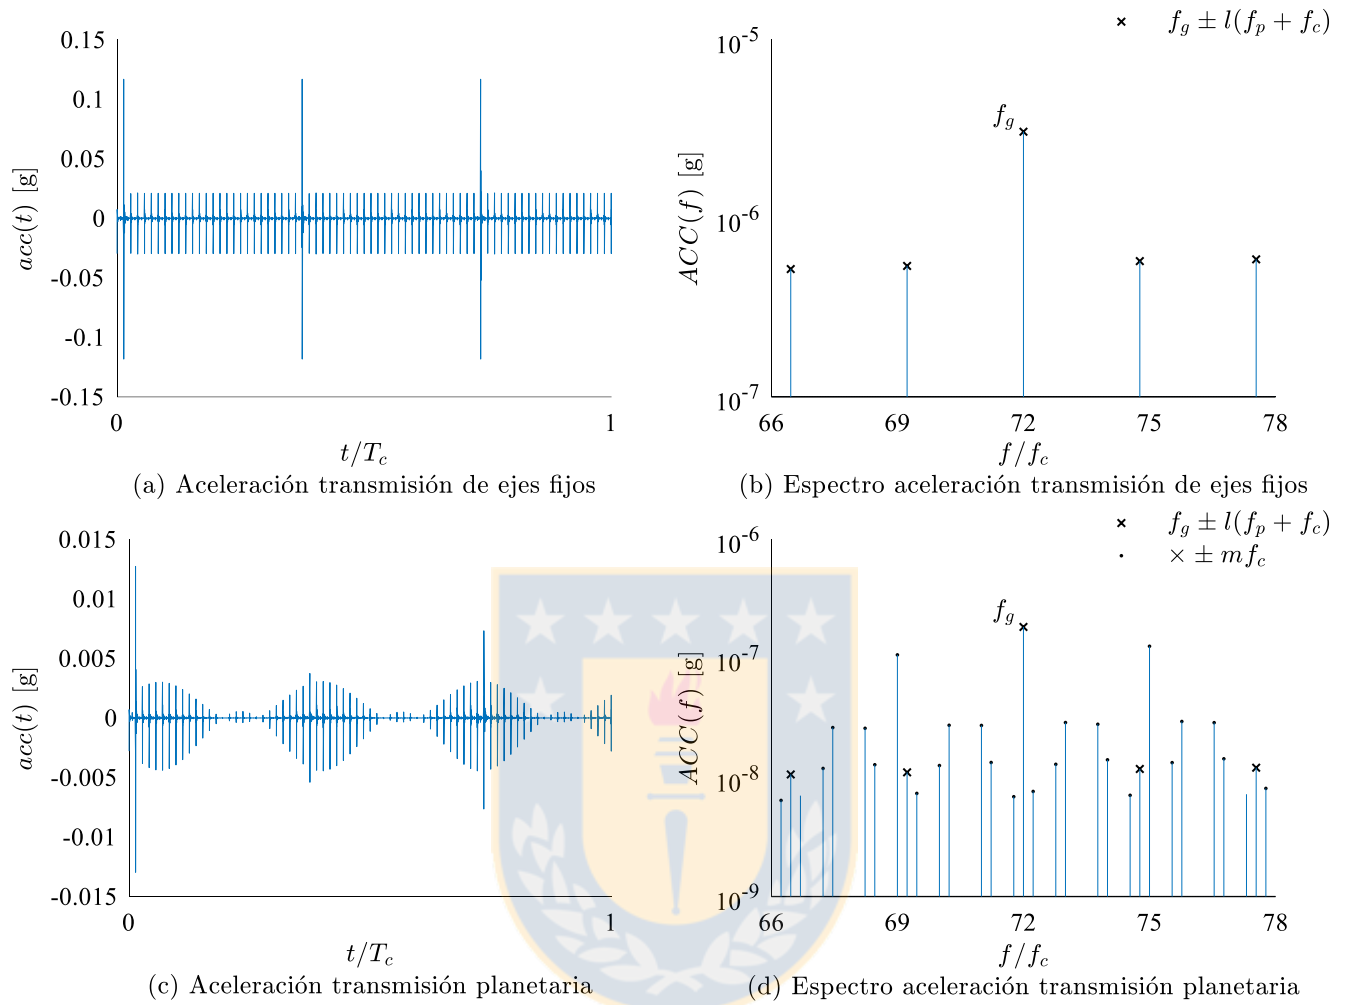 × f_g ± l(f_p + f_c)
0.15
0.1
0.05
0
-0.05
-0.1
-0.15
acc(t) [g]
0 1
t/T_c
(a) Aceleración transmisión de ejes fijos
10^-5
10^-6
10^-7
ACC(f) [g]
f_g
66 69 72 75 78
f/f_c
(b) Espectro aceleración transmisión de ejes fijos
0.015
0.01
0.005
0
-0.005
-0.01
-0.015
acc(t) [g]
0 1
t/T_c
(c) Aceleración transmisión planetaria
× f_g ± l(f_p + f_c)
· × ± mf_c
10^-6
10^-7
10^-8
10^-9
ACC(f) [g]
f_g
66 69 72 75 78
f/f_c
(d) Espectro aceleración transmisión planetaria